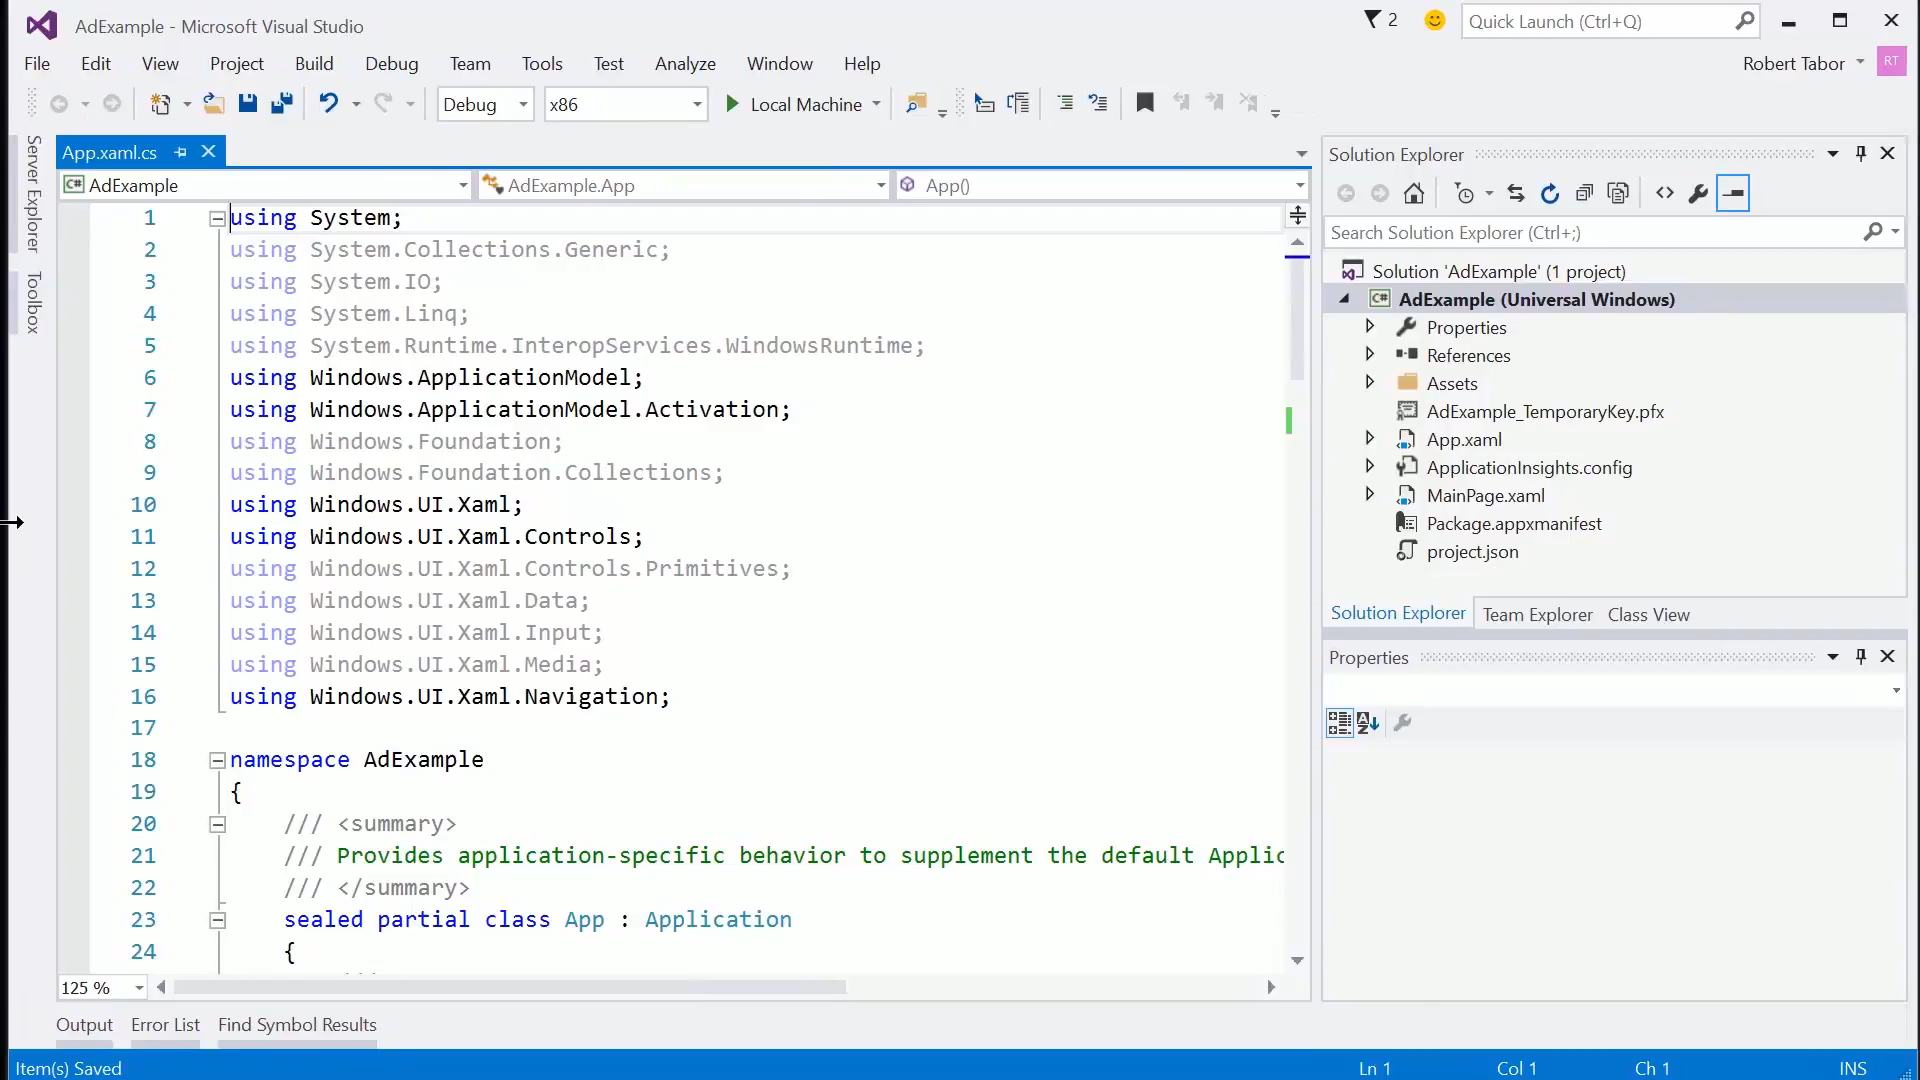 AdExample - Microsoft Visual Studio
2
Quick Launch (Ctrl+Q)
File Edit View Project Build Debug Team Tools Test Analyze Window Help
Robert Tabor RT
Debug x86 Local Machine
Server Explorer
Toolbox
App.xaml.cs
C# AdExample AdExample.App App()
1 using System;
2 using System.Collections.Generic;
3 using System.IO;
4 using System.Linq;
5 using System.Runtime.InteropServices.WindowsRuntime;
6 using Windows.ApplicationModel;
7 using Windows.ApplicationModel.Activation;
8 using Windows.Foundation;
9 using Windows.Foundation.Collections;
10 using Windows.UI.Xaml;
11 using Windows.UI.Xaml.Controls;
12 using Windows.UI.Xaml.Controls.Primitives;
13 using Windows.UI.Xaml.Data;
14 using Windows.UI.Xaml.Input;
15 using Windows.UI.Xaml.Media;
16 using Windows.UI.Xaml.Navigation;
17
18 namespace AdExample
19 {
20 /// <summary>
21 /// Provides application-specific behavior to supplement the default Applic
22 /// </summary>
23 sealed partial class App : Application
24 {
125 %
Solution Explorer
Search Solution Explorer (Ctrl+;)
Solution 'AdExample' (1 project)
C# AdExample (Universal Windows)
Properties
References
Assets
AdExample_TemporaryKey.pfx
App.xaml
ApplicationInsights.config
MainPage.xaml
Package.appxmanifest
project.json
Solution Explorer Team Explorer Class View
Properties
Output Error List Find Symbol Results
Item(s) Saved Ln 1 Col 1 Ch 1 INS